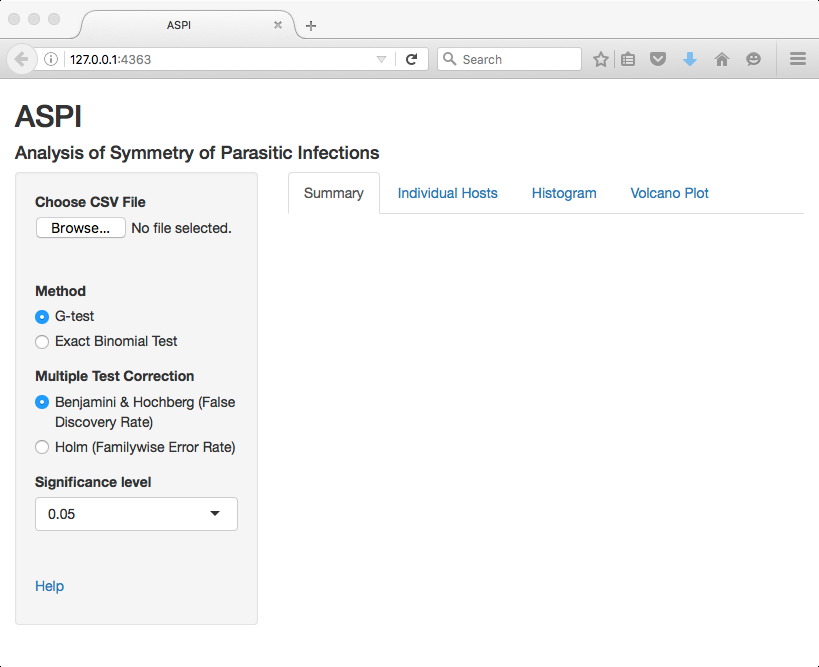 ASPI
127.0.0.1:4363
Search
ASPI
Analysis of Symmetry of Parasitic Infections
Choose CSV File
Browse... No file selected.
Method
G-test
Exact Binomial Test
Multiple Test Correction
Benjamini & Hochberg (False
Discovery Rate)
Holm (Familywise Error Rate)
Significance level
0.05
Help
Summary Individual Hosts Histogram Volcano Plot